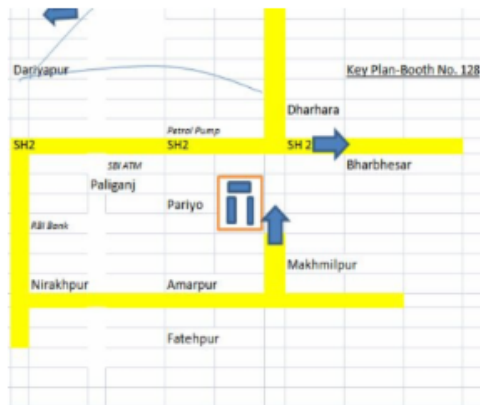 Dariyapur
Key Plan-Booth No. 128
Dharhara
Petrol Pump
SH2
SH2
SH 2
SBI ATM
Bharbhesar
Paliganj
Pariyo
RBI Bank
Makhmilpur
Nirakhpur
Amarpur
Fatehpur